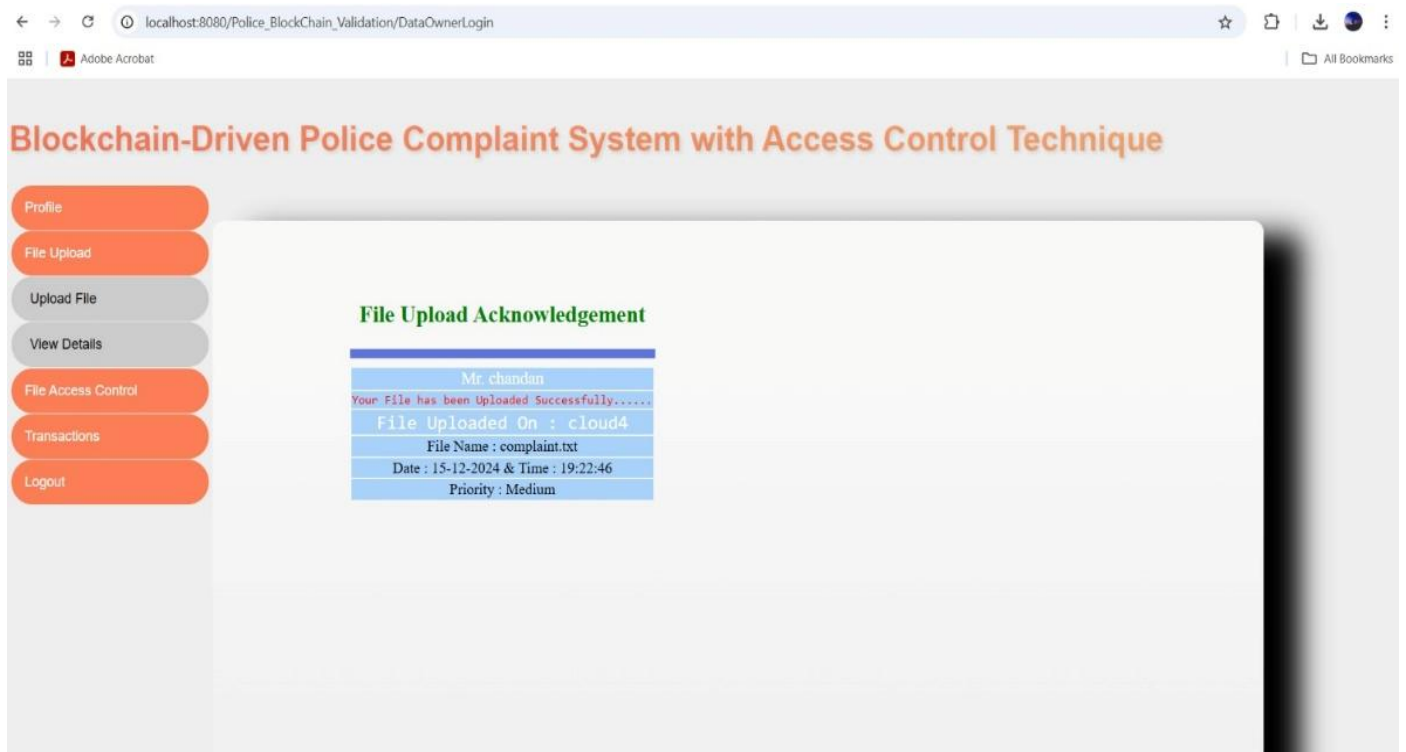 localhost:8080/Police_BlockChain_Validation/DataOwnerLogin
Adobe Acrobat
All Bookmarks
Blockchain-Driven Police Complaint System with Access Control Technique
Profile
File Upload
Upload File
View Details
File Access Control
Transactions
Logout
File Upload Acknowledgement
Mr. chandan
Your File has been Uploaded Successfully......
File Uploaded On : cloud4
File Name : complaint.txt
Date : 15-12-2024 & Time : 19:22:46
Priority : Medium